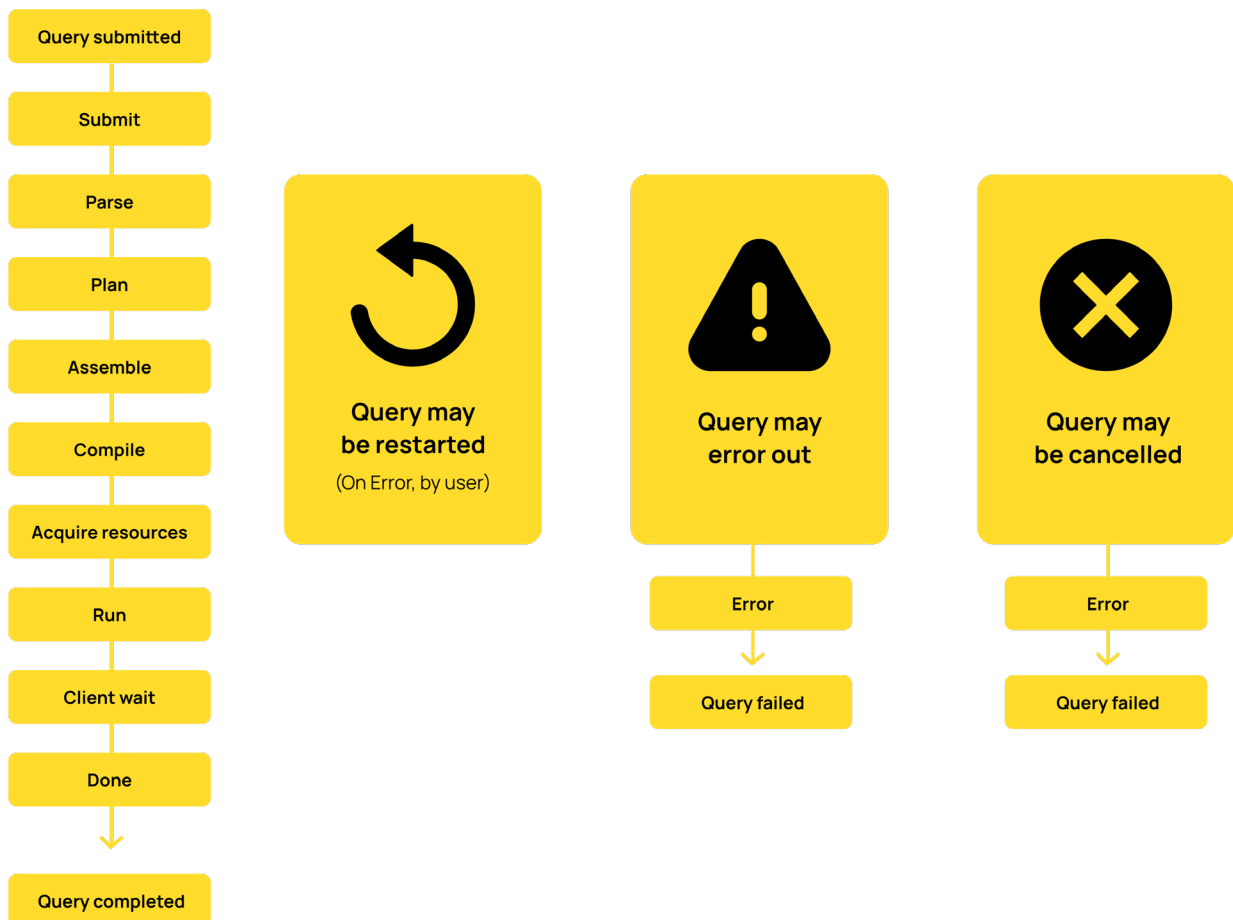 Query submitted
Submit
Parse
Plan
Assemble
Compile
Acquire resources
Run
Client wait
Done
Query completed
Query may
be restarted
(On Error, by user)
Query may
error out
Error
Query failed
Query may
be cancelled
Error
Query failed